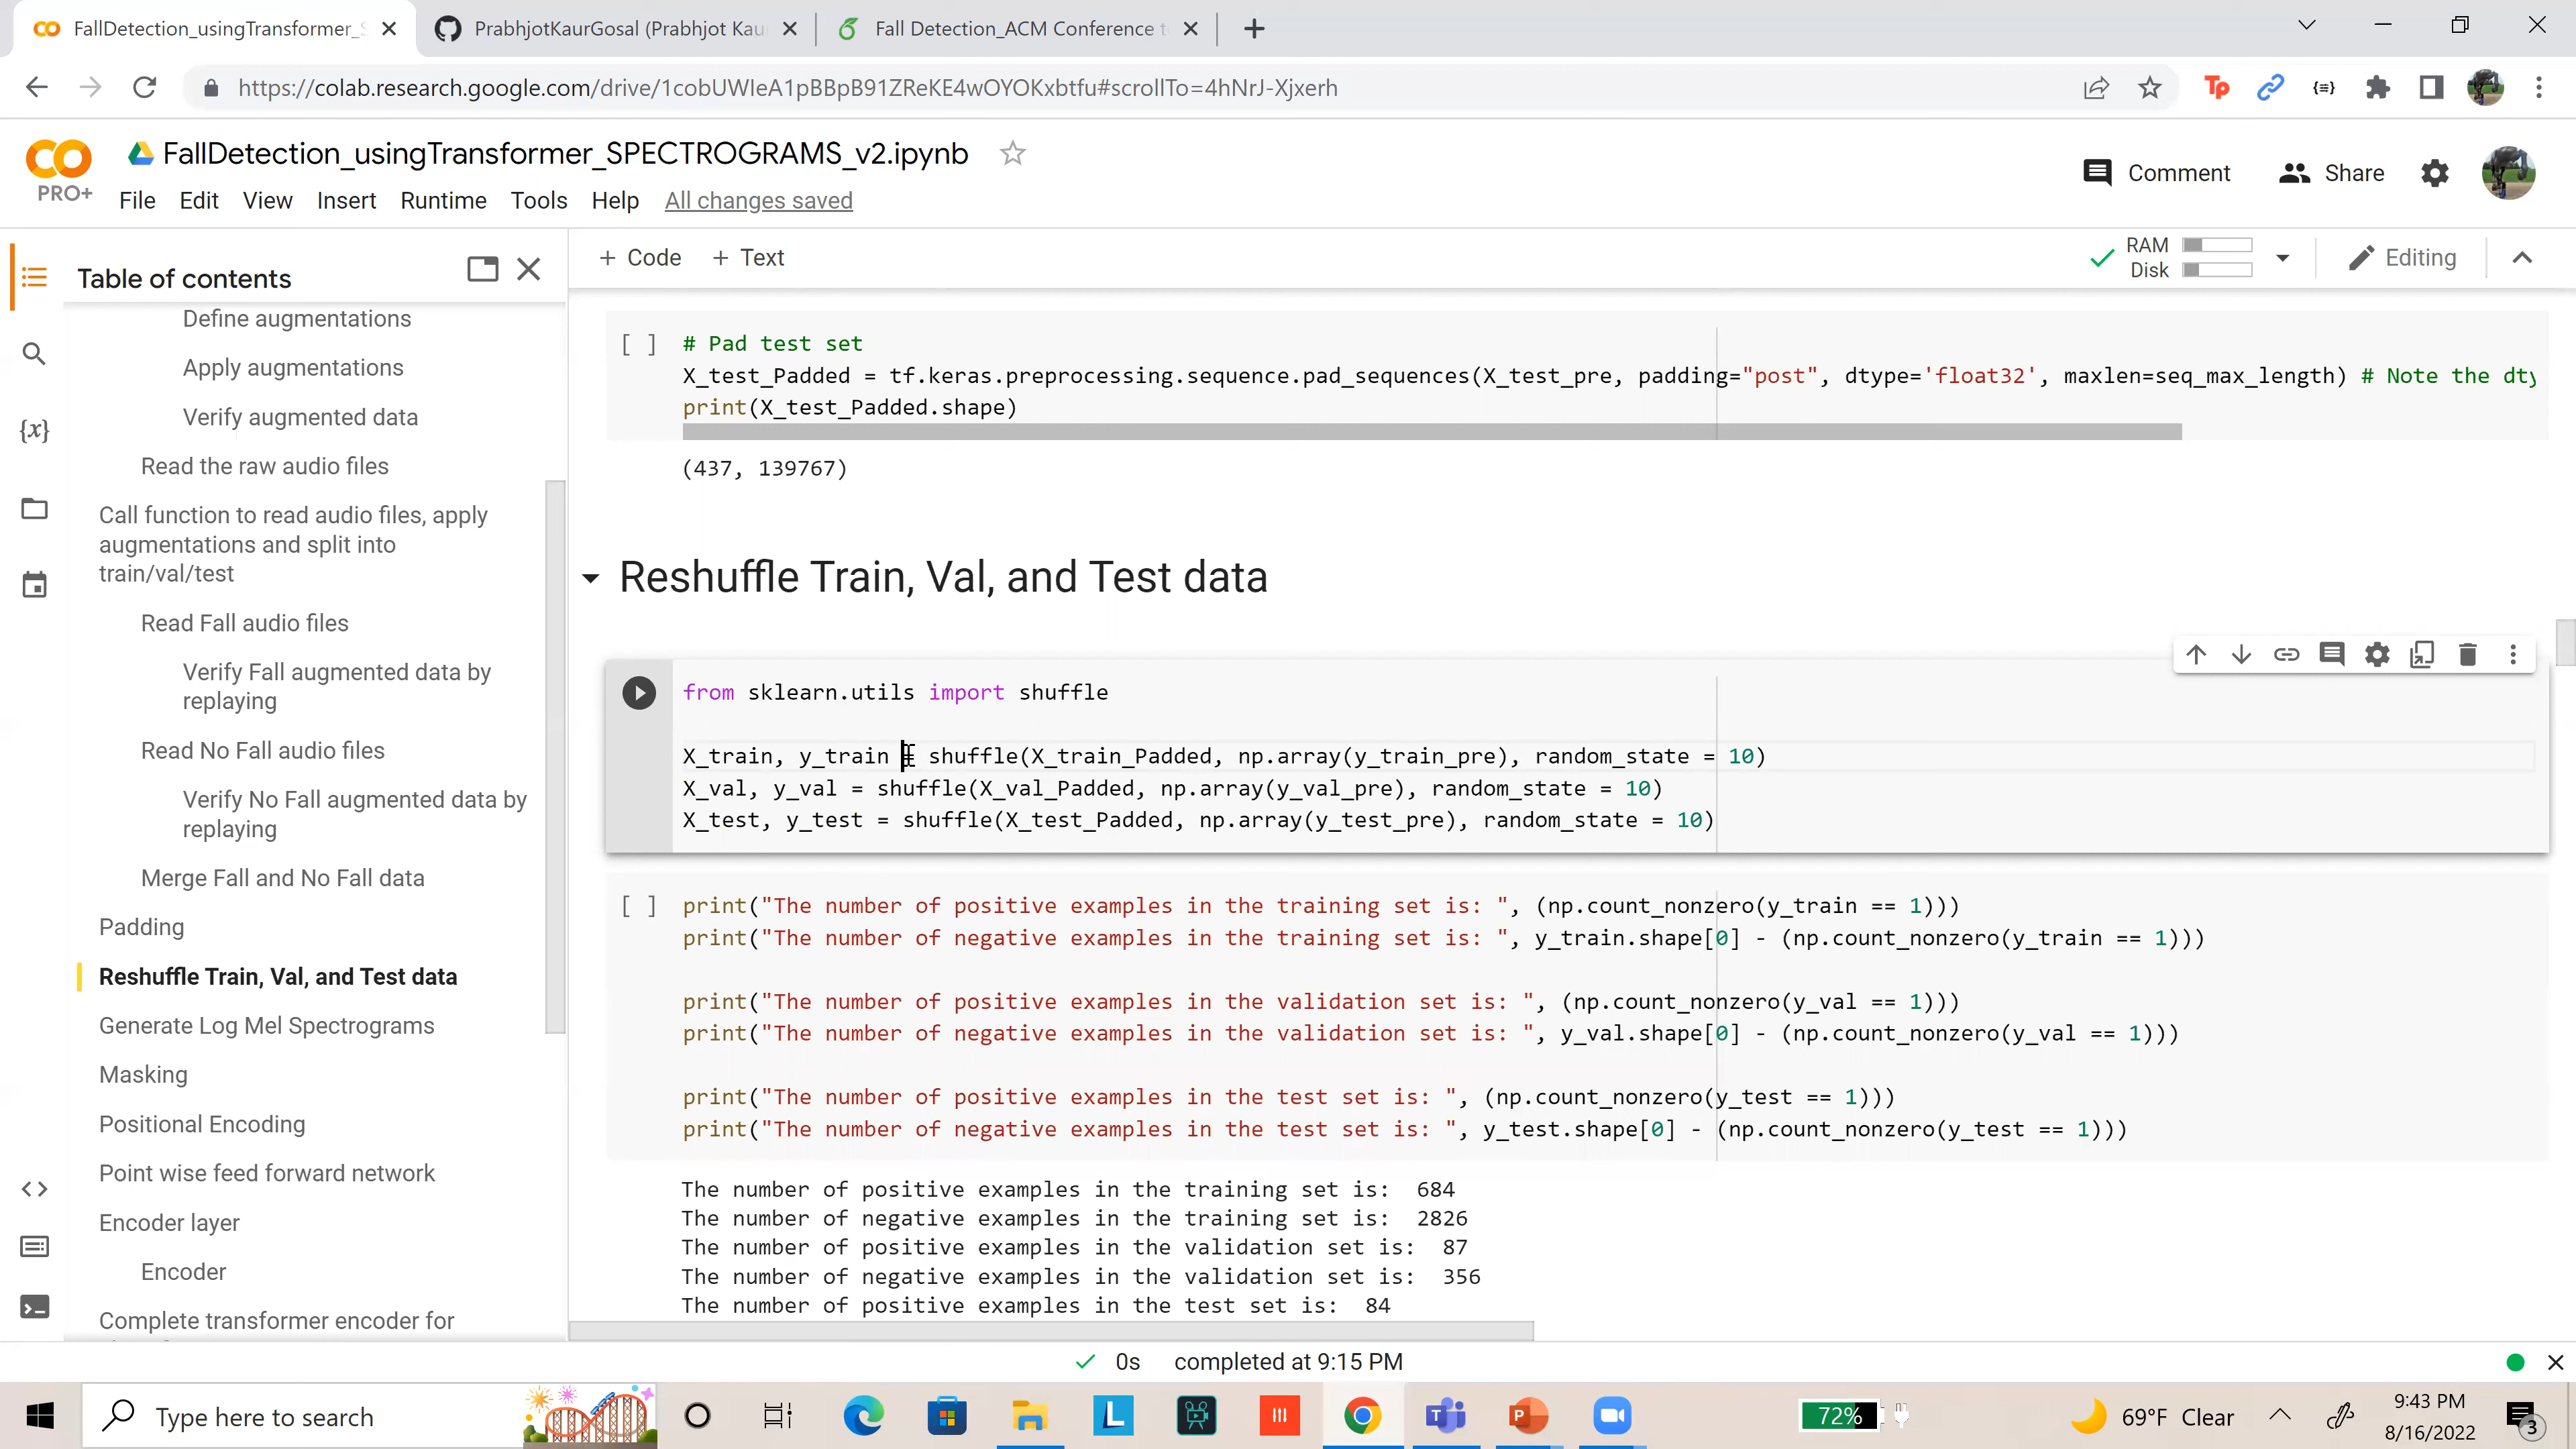 FallDetection_usingTransformer_S
PrabhjotKaurGosal (Prabhjot Kau
Fall Detection_ACM Conference t
https://colab.research.google.com/drive/1cobUWIeA1pBBpB91ZReKE4wOYOKxbtfu#scrollTo=4hNrJ-Xjxerh
Tp
PRO+
FallDetection_usingTransformer_SPECTROGRAMS_v2.ipynb
Comment
Share
File Edit View Insert Runtime Tools Help All changes saved
Table of contents
+ Code + Text
RAM
Disk
Editing
Define augmentations
Apply augmentations
Verify augmented data
Read the raw audio files
Call function to read audio files, apply
augmentations and split into
train/val/test
Read Fall audio files
Verify Fall augmented data by
replaying
Read No Fall audio files
Verify No Fall augmented data by
replaying
Merge Fall and No Fall data
Padding
Reshuffle Train, Val, and Test data
Generate Log Mel Spectrograms
Masking
Positional Encoding
Point wise feed forward network
Encoder layer
Encoder
Complete transformer encoder for
{x}
[ ] # Pad test set
X_test_Padded = tf.keras.preprocessing.sequence.pad_sequences(X_test_pre, padding="post", dtype='float32', maxlen=seq_max_length) # Note the dty
print(X_test_Padded.shape)
(437, 139767)
Reshuffle Train, Val, and Test data
from sklearn.utils import shuffle
X_train, y_train = shuffle(X_train_Padded, np.array(y_train_pre), random_state = 10)
X_val, y_val = shuffle(X_val_Padded, np.array(y_val_pre), random_state = 10)
X_test, y_test = shuffle(X_test_Padded, np.array(y_test_pre), random_state = 10)
[ ] print("The number of positive examples in the training set is: ", (np.count_nonzero(y_train == 1)))
print("The number of negative examples in the training set is: ", y_train.shape[0] - (np.count_nonzero(y_train == 1)))
print("The number of positive examples in the validation set is: ", (np.count_nonzero(y_val == 1)))
print("The number of negative examples in the validation set is: ", y_val.shape[0] - (np.count_nonzero(y_val == 1)))
print("The number of positive examples in the test set is: ", (np.count_nonzero(y_test == 1)))
print("The number of negative examples in the test set is: ", y_test.shape[0] - (np.count_nonzero(y_test == 1)))
The number of positive examples in the training set is:  684
The number of negative examples in the training set is:  2826
The number of positive examples in the validation set is:  87
The number of negative examples in the validation set is:  356
The number of positive examples in the test set is:  84
0s completed at 9:15 PM
Type here to search
72%
69°F Clear
9:43 PM
8/16/2022
3